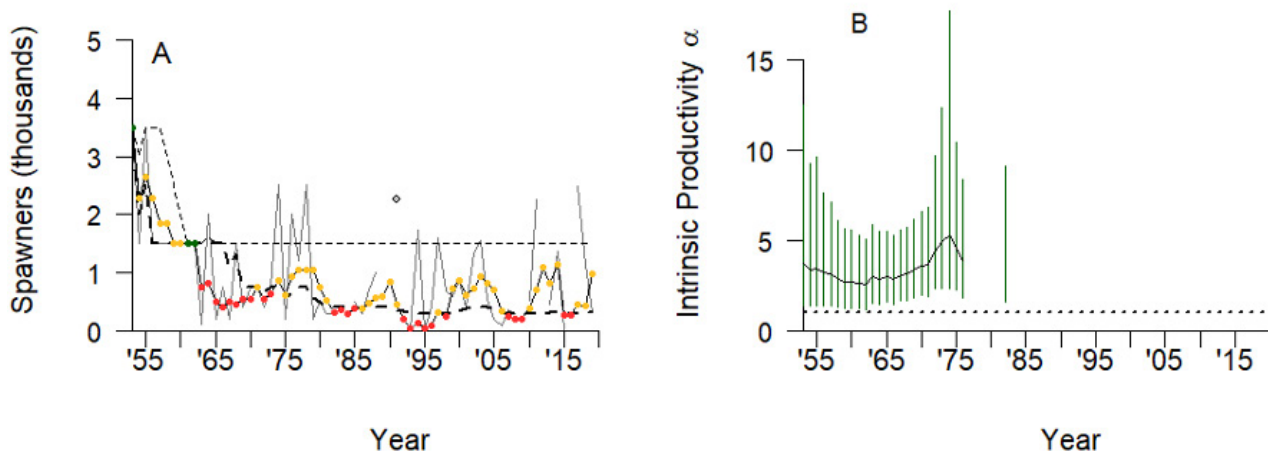 A
Spawners (thousands)
5
4
3
2
1
0
'55 '65 '75 '85 '95 '05 '15
Year
B
Intrinsic Productivity α
15
10
5
0
'55 '65 '75 '85 '95 '05 '15
Year